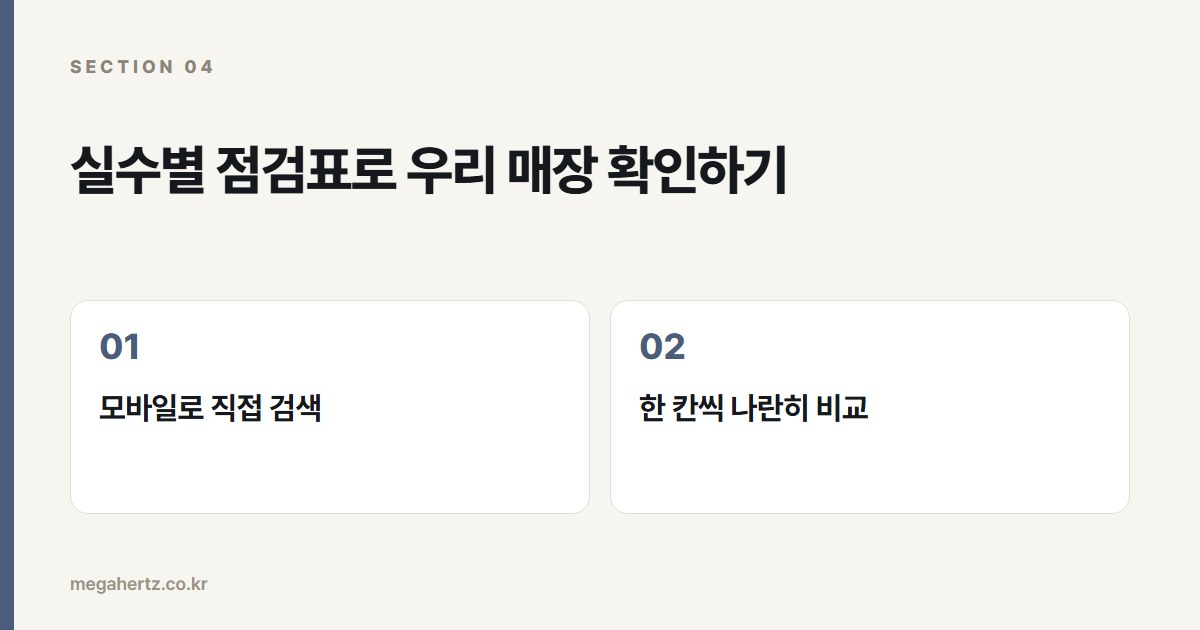 SECTION 04
실수별 점검표로 우리 매장 확인하기
01
모바일로 직접 검색
02
한 칸씩 나란히 비교
megahertz.co.kr